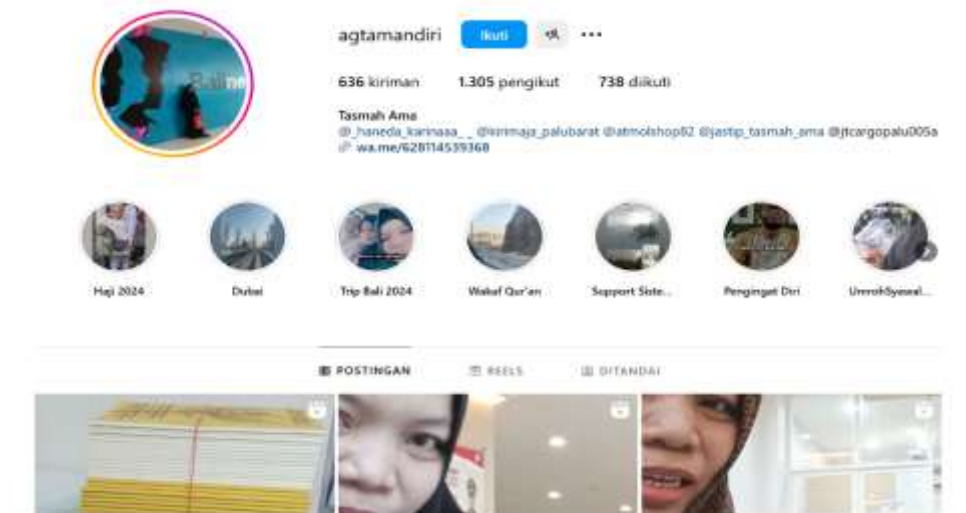 agtamandiri Ikuti
636 kiriman 1.305 pengikut 738 diikuti
Tasmah Ama
@_haneda_karinaaa_ _ @kirimaja_palubarat @atmolshop82 @jastip_tasmah_ama @jtcargopalu005a
wa.me/628114539368
Haji 2024
Dubai
Trip Bali 2024
Wakaf Qur'an
Support Siste...
Pengingat Diri
UmrohSyawal...
POSTINGAN REELS DITANDAI